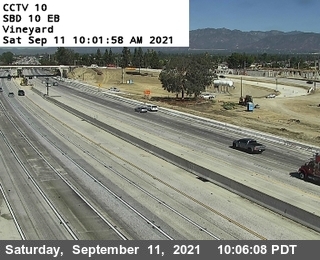 CCTV 10
SBD 10 EB
Vineyard
Sat Sep 11 10:01:58 AM 2021
Saturday, September 11, 2021 10:06:08 PDT